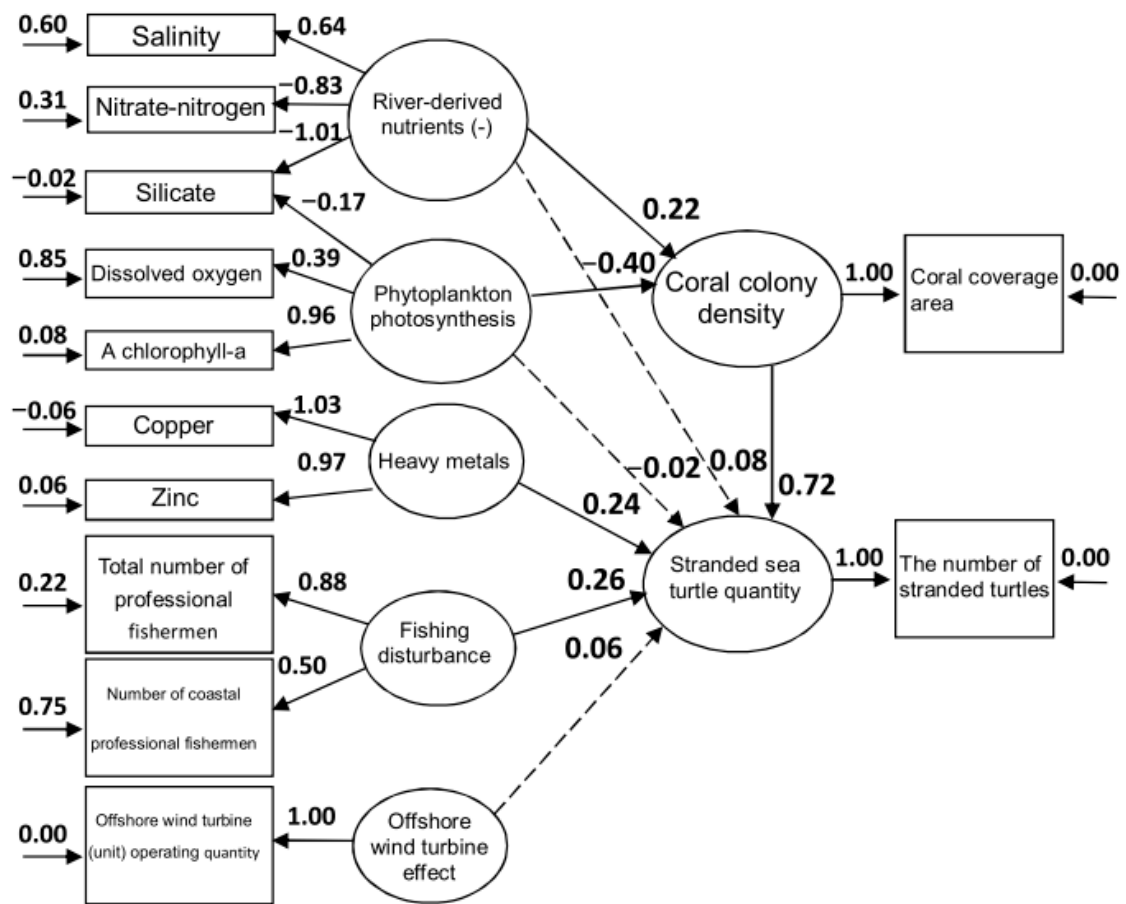 0.60
Salinity
0.64
0.31
Nitrate-nitrogen
−0.83
−1.01
−0.02
Silicate
−0.17
0.85
Dissolved oxygen
0.39
0.08
A chlorophyll-a
0.96
−0.06
Copper
1.03
0.06
Zinc
0.97
0.22
Total number of
professional
fishermen
0.88
0.75
Number of coastal
professional fishermen
0.50
0.00
Offshore wind turbine
(unit) operating quantity
1.00
River-derived
nutrients (-)
Phytoplankton
photosynthesis
Heavy metals
Fishing
disturbance
Offshore
wind turbine
effect
0.22
−0.40
−0.02
0.08
0.72
0.24
0.26
0.06
Coral colony
density
1.00
Coral coverage
area
0.00
Stranded sea
turtle quantity
1.00
The number of
stranded turtles
0.00